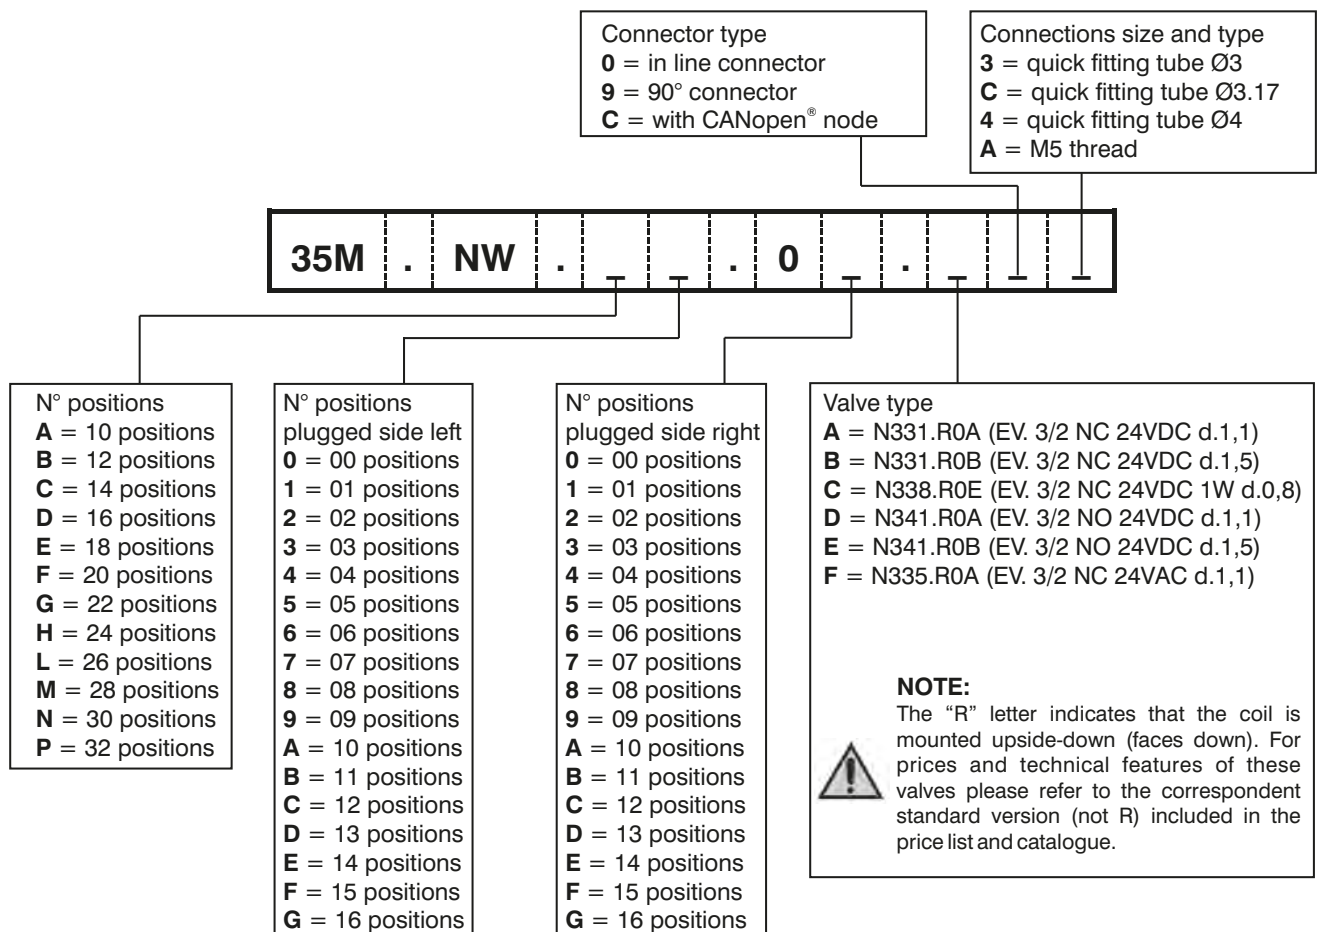 Connector type
0 = in line connector
9 = 90° connector
C = with CANopen® node
Connections size and type
3 = quick fitting tube Ø3
C = quick fitting tube Ø3.17
4 = quick fitting tube Ø4
A = M5 thread
35M . NW . _ _ . 0 _ . _ _ _
N° positions
A = 10 positions
B = 12 positions
C = 14 positions
D = 16 positions
E = 18 positions
F = 20 positions
G = 22 positions
H = 24 positions
L = 26 positions
M = 28 positions
N = 30 positions
P = 32 positions
N° positions
plugged side left
0 = 00 positions
1 = 01 positions
2 = 02 positions
3 = 03 positions
4 = 04 positions
5 = 05 positions
6 = 06 positions
7 = 07 positions
8 = 08 positions
9 = 09 positions
A = 10 positions
B = 11 positions
C = 12 positions
D = 13 positions
E = 14 positions
F = 15 positions
G = 16 positions
N° positions
plugged side right
0 = 00 positions
1 = 01 positions
2 = 02 positions
3 = 03 positions
4 = 04 positions
5 = 05 positions
6 = 06 positions
7 = 07 positions
8 = 08 positions
9 = 09 positions
A = 10 positions
B = 11 positions
C = 12 positions
D = 13 positions
E = 14 positions
F = 15 positions
G = 16 positions
Valve type
A = N331.R0A (EV. 3/2 NC 24VDC d.1,1)
B = N331.R0B (EV. 3/2 NC 24VDC d.1,5)
C = N338.R0E (EV. 3/2 NC 24VDC 1W d.0,8)
D = N341.R0A (EV. 3/2 NO 24VDC d.1,1)
E = N341.R0B (EV. 3/2 NO 24VDC d.1,5)
F = N335.R0A (EV. 3/2 NC 24VAC d.1,1)
NOTE:
The “R” letter indicates that the coil is
mounted upside-down (faces down). For
prices and technical features of these
valves please refer to the correspondent
standard version (not R) included in the
price list and catalogue.